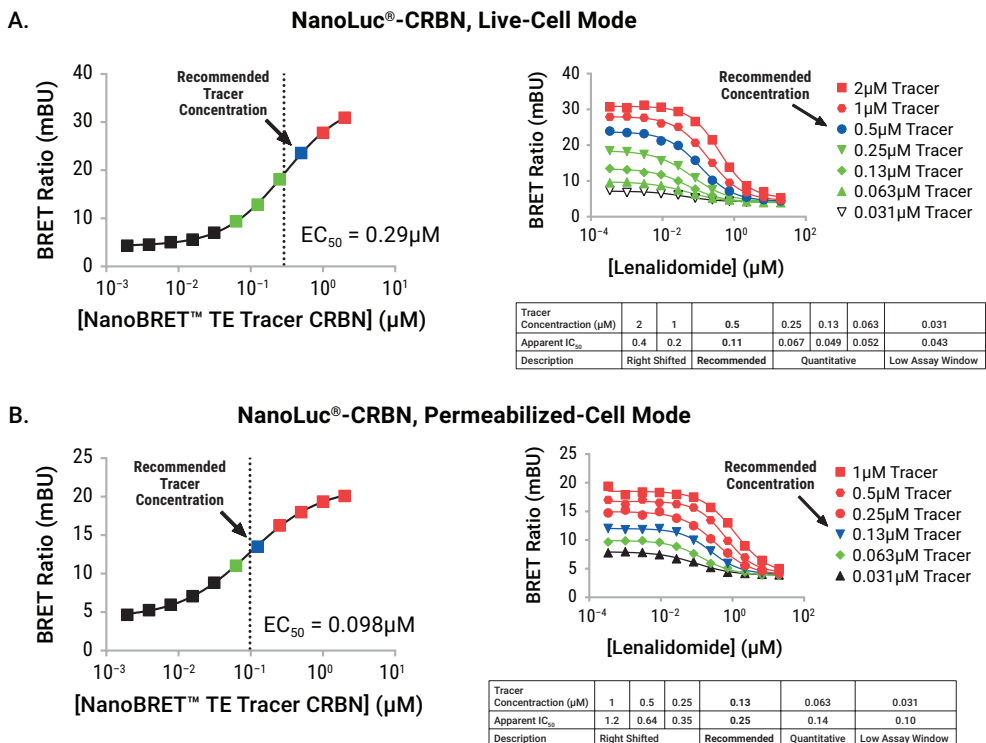 A.
NanoLuc®-CRBN, Live-Cell Mode
BRET Ratio (mBU)
40
30
20
10
0
Recommended
Tracer
Concentration
EC50 = 0.29µM
10⁻³ 10⁻² 10⁻¹ 10⁰ 10¹
[NanoBRET™ TE Tracer CRBN] (µM)
BRET Ratio (mBU)
40
30
20
10
0
Recommended
Concentration
2µM Tracer
1µM Tracer
0.5µM Tracer
0.25µM Tracer
0.13µM Tracer
0.063µM Tracer
0.031µM Tracer
10⁻⁴ 10⁻² 10⁰ 10²
[Lenalidomide] (µM)
Tracer
Concentraction (µM) 2 1 0.5 0.25 0.13 0.063 0.031
Apparent IC50 0.4 0.2 0.11 0.067 0.049 0.052 0.043
Description Right Shifted Recommended Quantitative Low Assay Window
B.
NanoLuc®-CRBN, Permeabilized-Cell Mode
BRET Ratio (mBU)
25
20
15
10
5
0
Recommended
Tracer
Concentration
EC50 = 0.098µM
10⁻³ 10⁻² 10⁻¹ 10⁰ 10¹
[NanoBRET™ TE Tracer CRBN] (µM)
BRET Ratio (mBU)
25
20
15
10
5
0
Recommended
Concentration
1µM Tracer
0.5µM Tracer
0.25µM Tracer
0.13µM Tracer
0.063µM Tracer
0.031µM Tracer
10⁻⁴ 10⁻² 10⁰ 10²
[Lenalidomide] (µM)
Tracer
Concentraction (µM) 1 0.5 0.25 0.13 0.063 0.031
Apparent IC50 1.2 0.64 0.35 0.25 0.14 0.10
Description Right Shifted Recommended Quantitative Low Assay Window